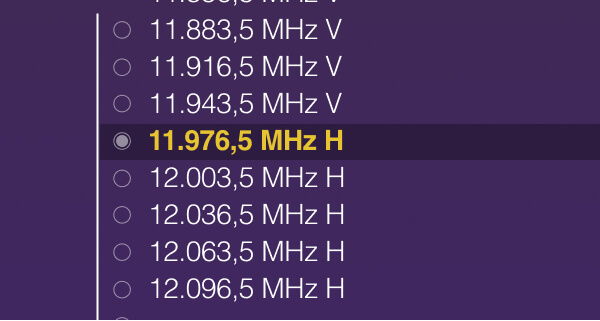 11.883,5 MHz V
11.916,5 MHz V
11.943,5 MHz V
11.976,5 MHz H
12.003,5 MHz H
12.036,5 MHz H
12.063,5 MHz H
12.096,5 MHz H